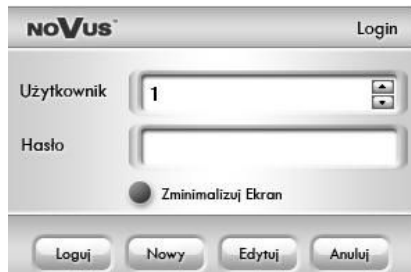 NOVUS Login
Użytkownik 1
Hasło
Zminimalizuj Ekran
Loguj Nowy Edytuj Anuluj